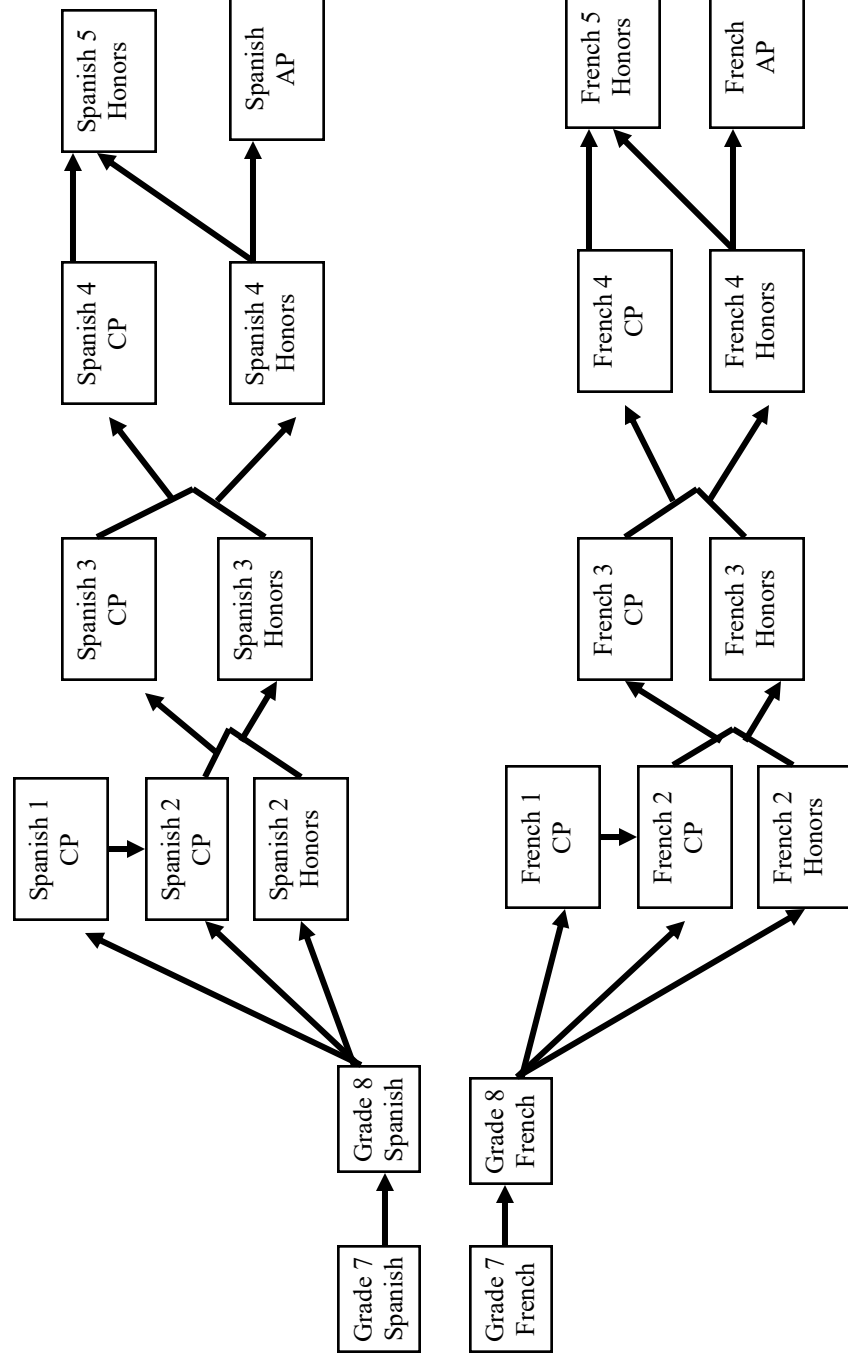 Grade 7
Spanish
Grade 8
Spanish
Spanish 1
CP
Spanish 2
CP
Spanish 2
Honors
Spanish 3
CP
Spanish 3
Honors
Spanish 4
CP
Spanish 4
Honors
Spanish 5
Honors
Spanish
AP
Grade 7
French
Grade 8
French
French 1
CP
French 2
CP
French 2
Honors
French 3
CP
French 3
Honors
French 4
CP
French 4
Honors
French 5
Honors
French
AP